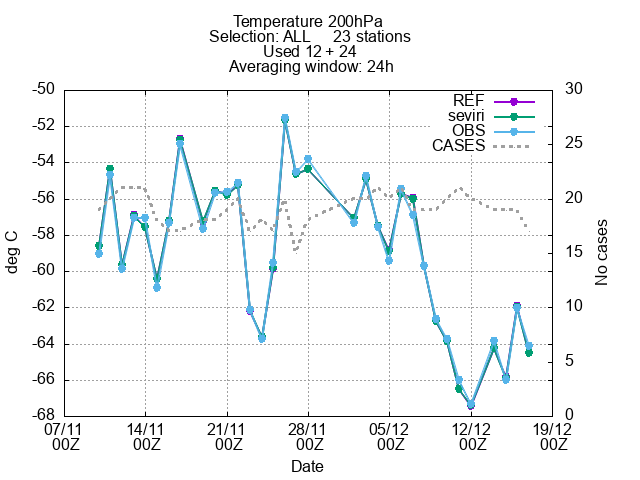 Temperature 200hPa
Selection: ALL 23 stations
Used 12 + 24
Averaging window: 24h
-50
-52
-54
-56
-58
-60
-62
-64
-66
-68
deg C
REF
seviri
OBS
CASES
30
25
20
15
10
5
0
No cases
07/11 14/11 21/11 28/11 05/12 12/12 19/12
00Z 00Z 00Z 00Z 00Z 00Z 00Z
Date